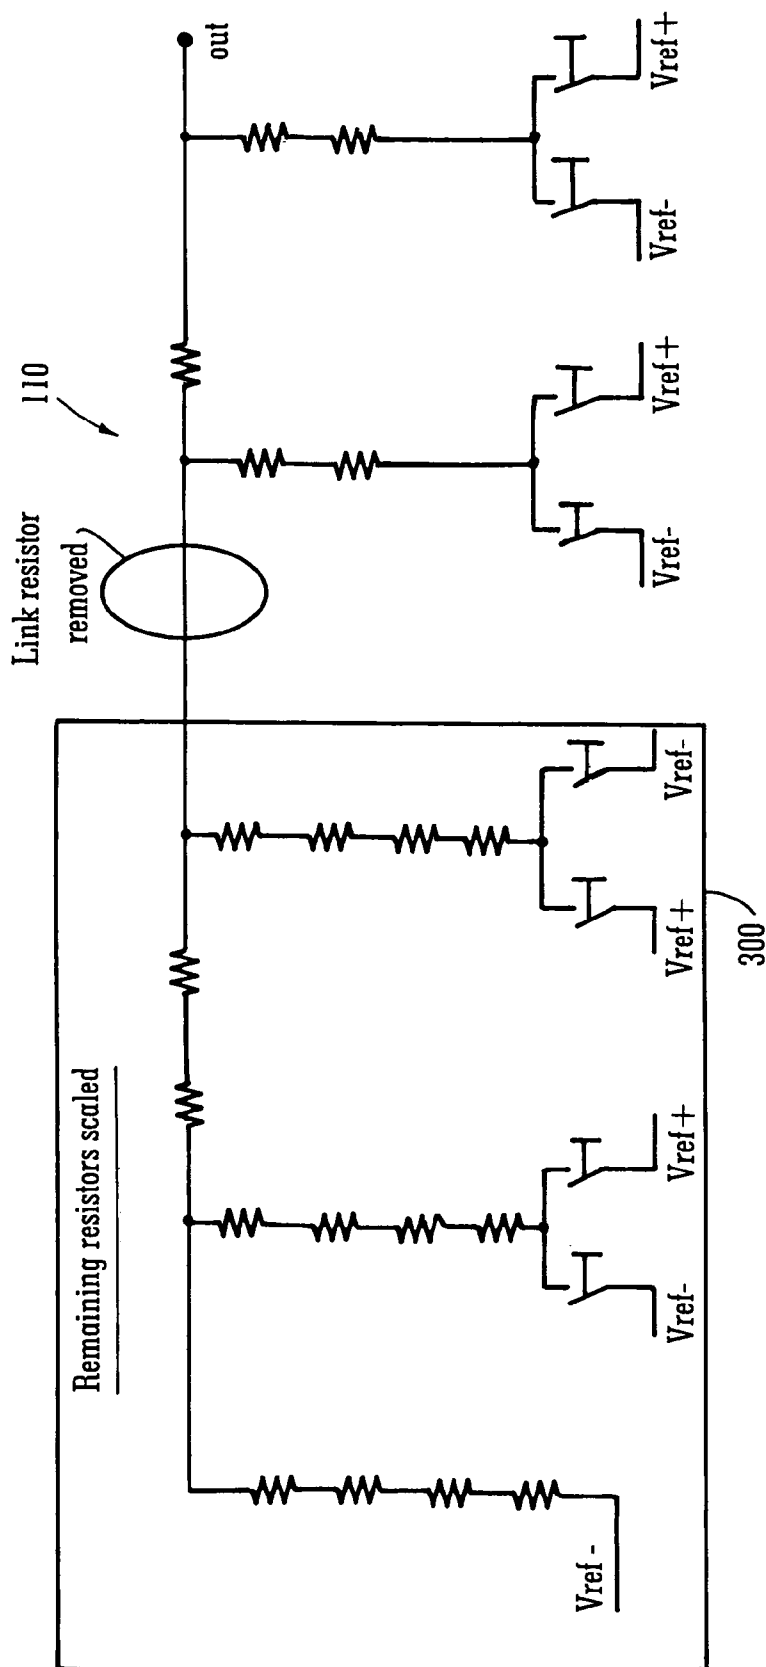 Remaining resistors scaled
Link resistor
removed
110
out
Vref -
Vref-
Vref+
Vref+
Vref-
Vref-
Vref+
Vref-
Vref+
300